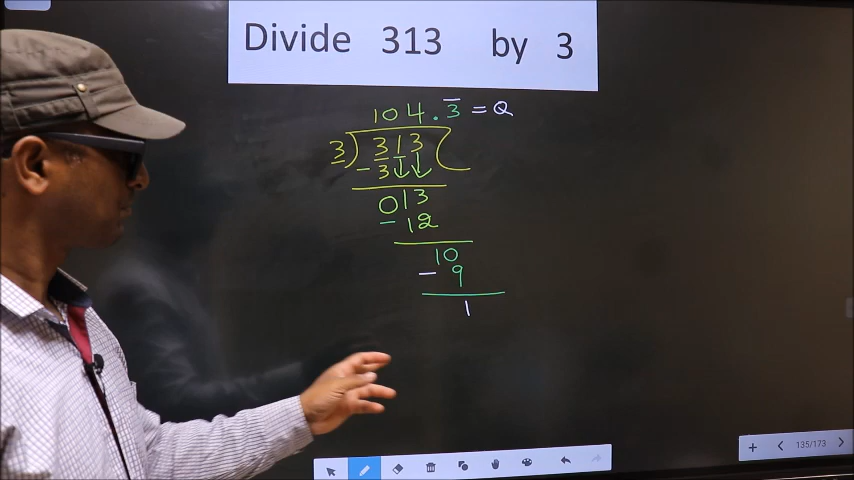 Divide 313 by 3
104.3̅ = Q
3 ) 313 (
- 3 ↓ ↓
013
- 12
10
- 9
1
135/173